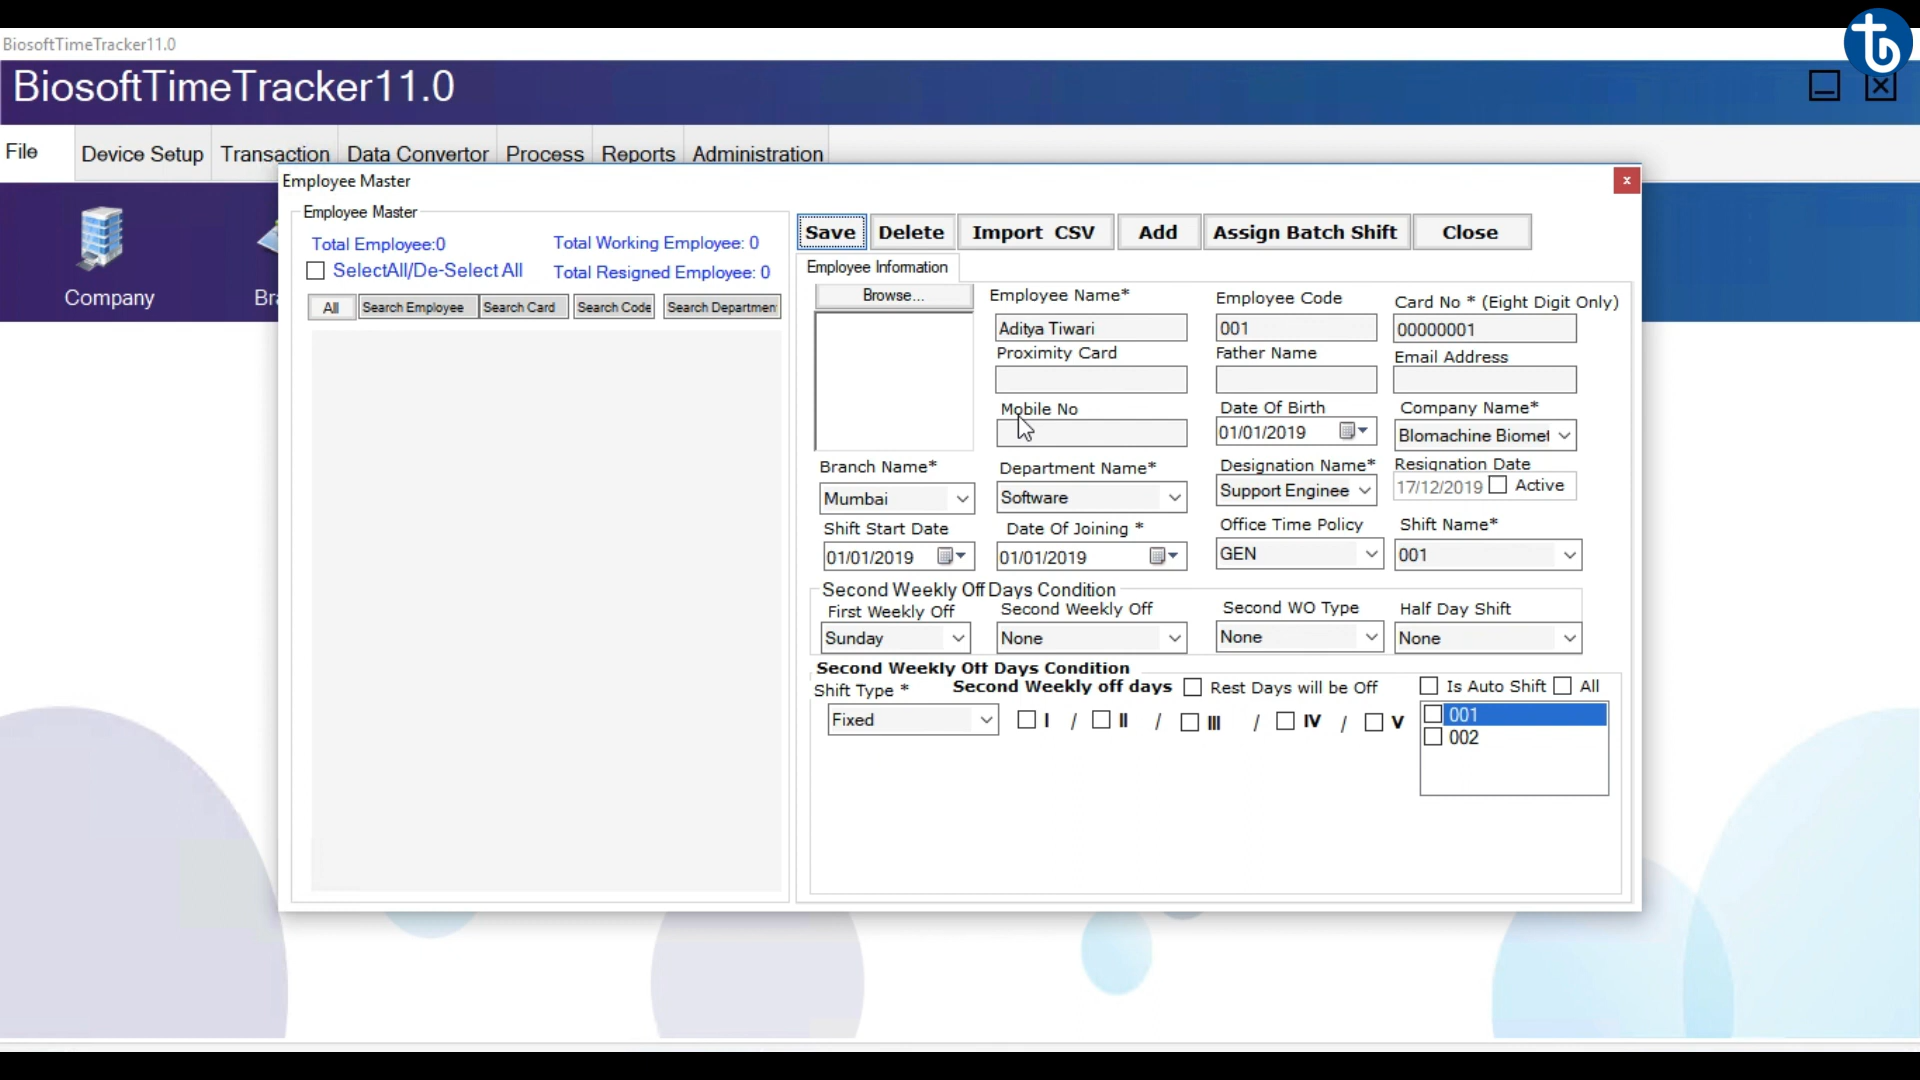 BiosoftTimeTracker11.0
BiosoftTimeTracker11.0
File Device Setup Transaction Data Convertor Process Reports Administration
Company
Employee Master
Employee Master
Total Employee:0 Total Working Employee: 0
SelectAll/De-Select All Total Resigned Employee: 0
All Search Employee Search Card Search Code Search Departmen
Save Delete Import CSV Add Assign Batch Shift Close
Employee Information
Browse... Employee Name* Employee Code Card No * (Eight Digit Only)
Aditya Tiwari 001 00000001
Proximity Card Father Name Email Address
Mobile No Date Of Birth Company Name*
01/01/2019 Blomachine Biomet
Branch Name* Department Name* Designation Name* Resignation Date
Mumbai Software Support Enginee 17/12/2019 Active
Shift Start Date Date Of Joining * Office Time Policy Shift Name*
01/01/2019 01/01/2019 GEN 001
Second Weekly Off Days Condition
First Weekly Off Second Weekly Off Second WO Type Half Day Shift
Sunday None None None
Second Weekly Off Days Condition
Shift Type * Second Weekly off days Rest Days will be Off Is Auto Shift All
Fixed I / II / III / IV / V 001
002